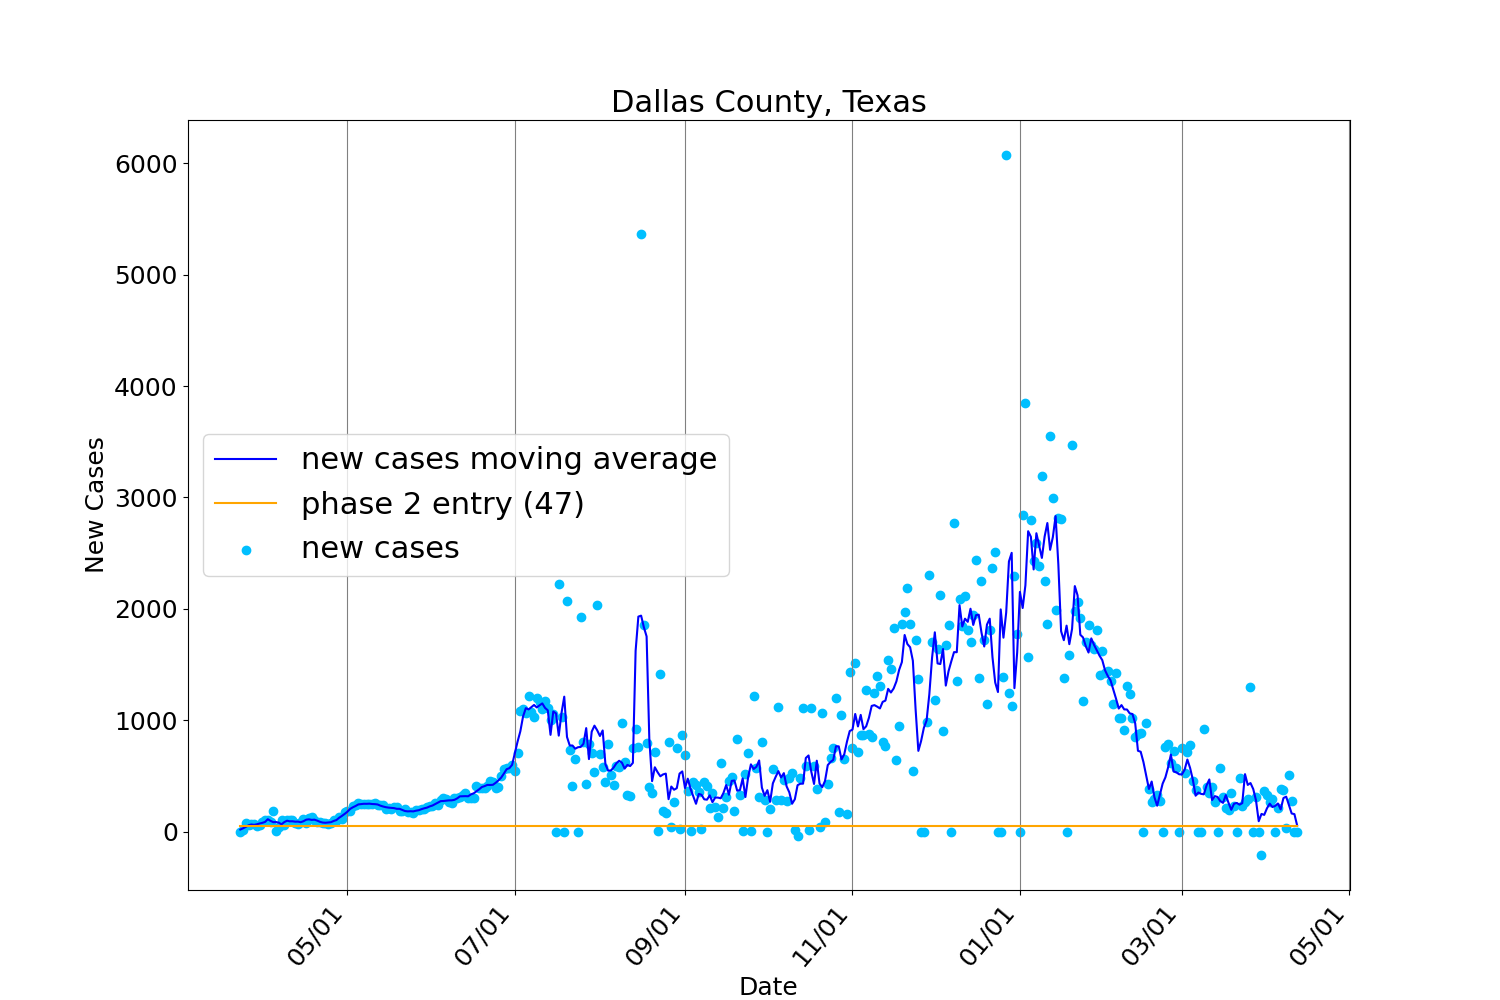 Dallas County, Texas
6000
5000
4000
3000
2000
1000
0
New Cases
new cases moving average
phase 2 entry (47)
new cases
05/01
07/01
09/01
11/01
01/01
03/01
05/01
Date